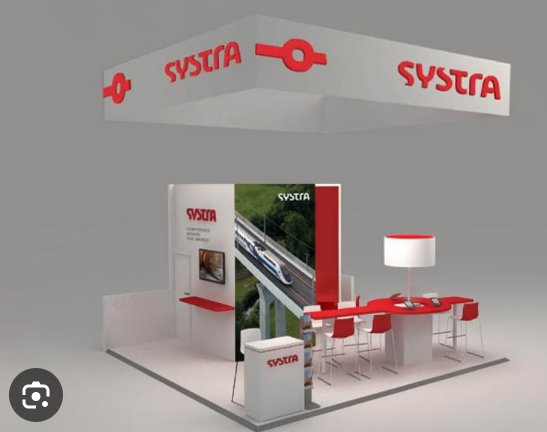 SYSTRA
SYSTRA
SYSTRA
CONFIDENCE
MOVES
THE WORLD
SYSTRA
SYSTRA